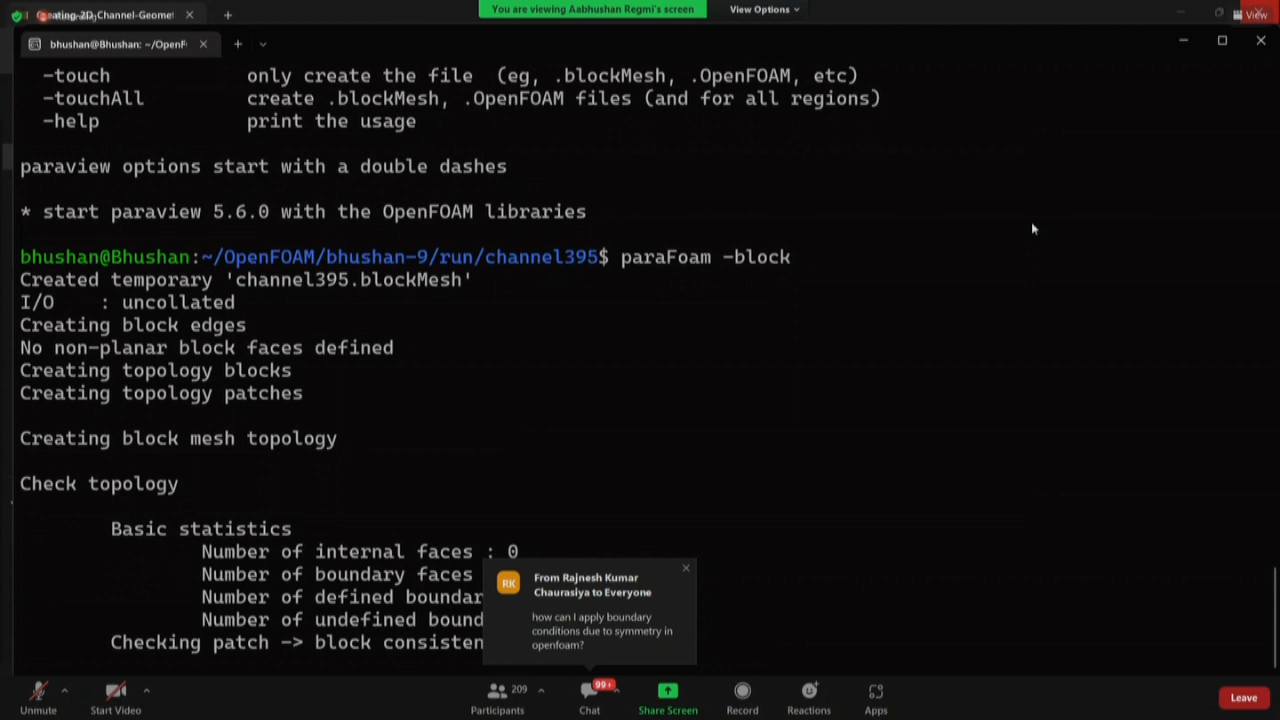 Creating-2D-Channel-Geomet
You are viewing Aabhushan Regmi's screen
View Options
View
bhushan@Bhushan: ~/OpenF
-touch only create the file (eg, .blockMesh, .OpenFOAM, etc)
-touchAll create .blockMesh, .OpenFOAM files (and for all regions)
-help print the usage
paraview options start with a double dashes
* start paraview 5.6.0 with the OpenFOAM libraries
bhushan@Bhushan:~/OpenFOAM/bhushan-9/run/channel395$ paraFoam -block
Created temporary 'channel395.blockMesh'
I/O : uncollated
Creating block edges
No non-planar block faces defined
Creating topology blocks
Creating topology patches
Creating block mesh topology
Check topology
Basic statistics
Number of internal faces : 0
Number of boundary faces
Number of defined boundar
Number of undefined bound
Checking patch -> block consisten
RK
From Rajnesh Kumar
Chaurasiya to Everyone
how can I apply boundary
conditions due to symmetry in
openfoam?
Unmute
Start Video
209
Participants
99+
Chat
Share Screen
Record
Reactions
Apps
Leave